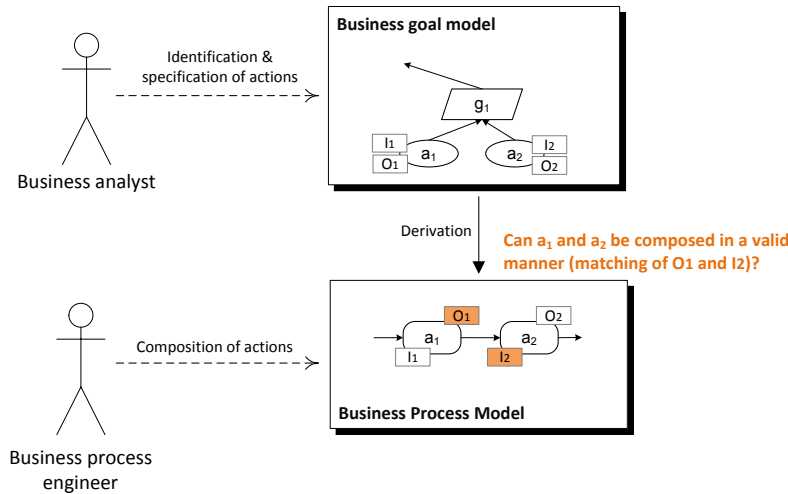 Business goal model
Identification &
specification of actions
g1
I1
O1
a1
a2
I2
O2
Business analyst
Derivation
Can a1 and a2 be composed in a valid
manner (matching of O1 and I2)?
O1
a1
I1
O2
a2
I2
Composition of actions
Business Process Model
Business process
engineer